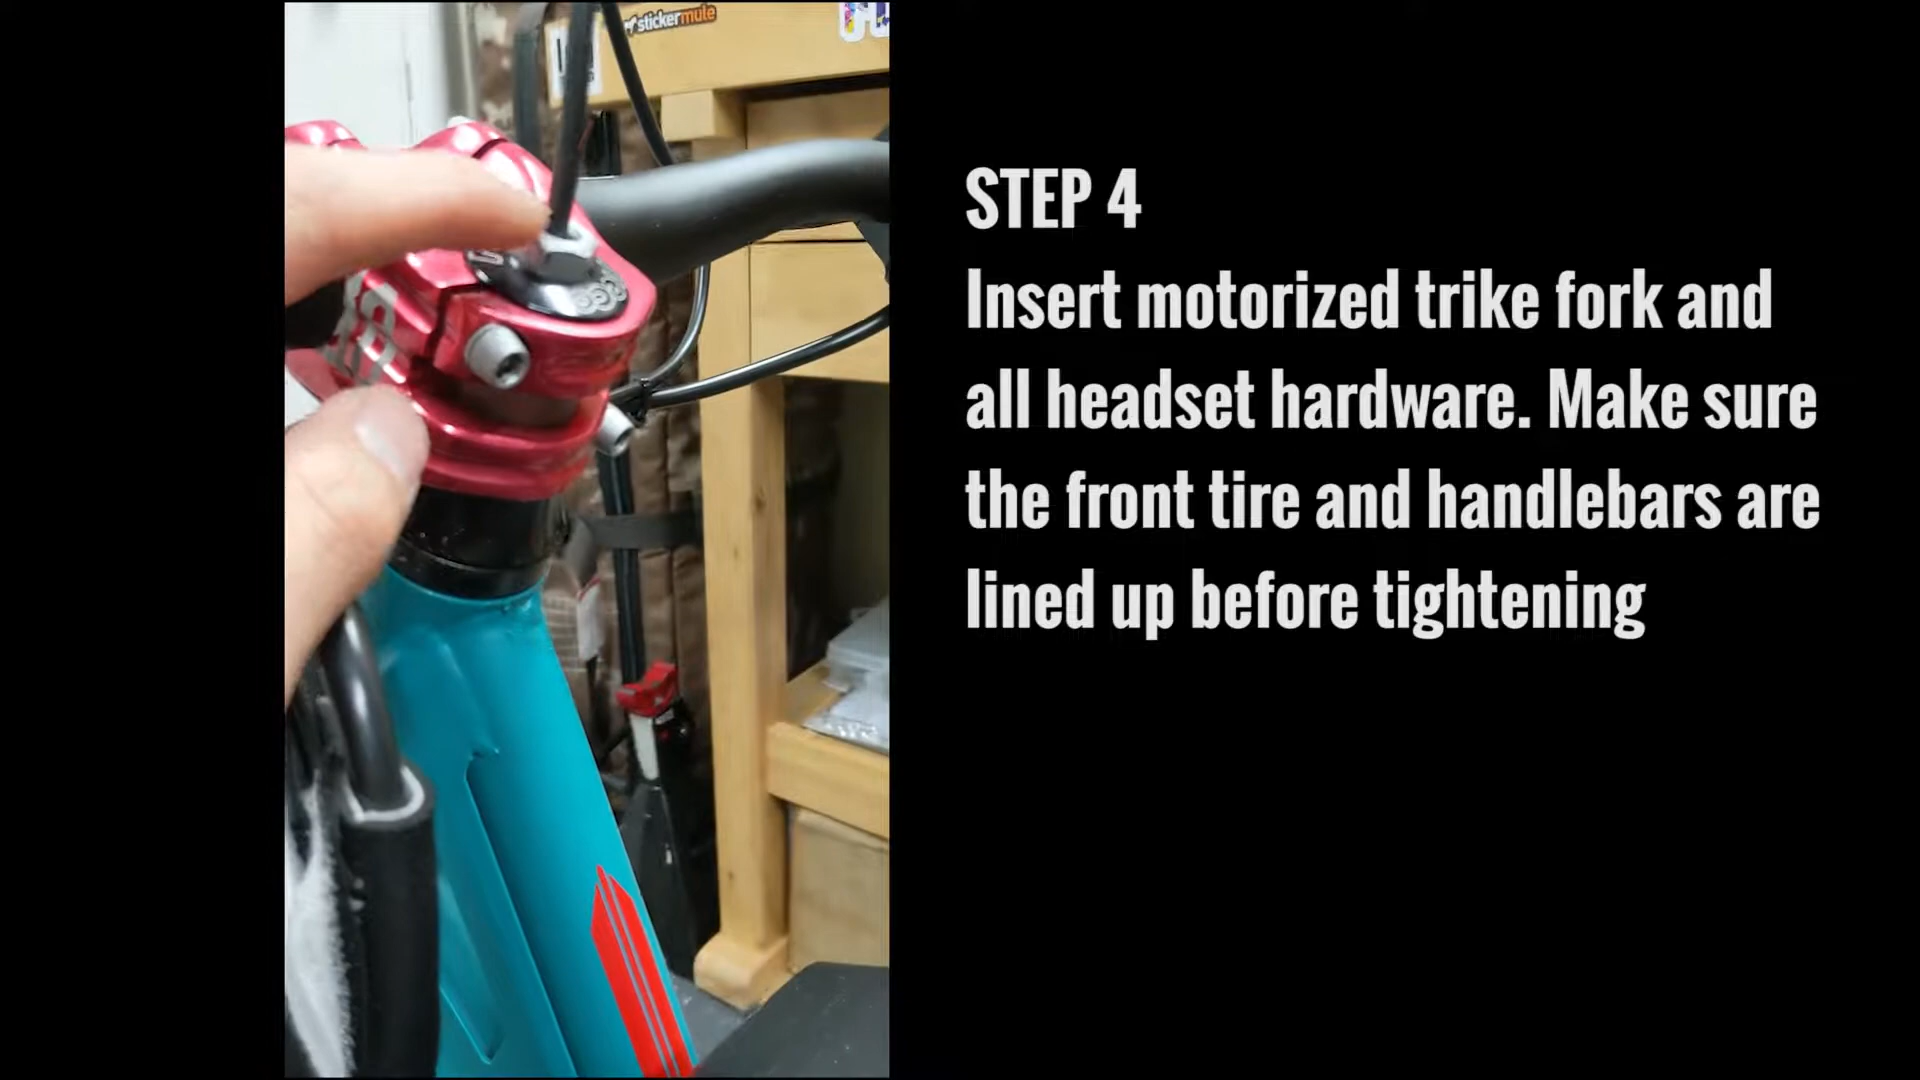 stickermule
STEP 4
Insert motorized trike fork and
all headset hardware. Make sure
the front tire and handlebars are
lined up before tightening